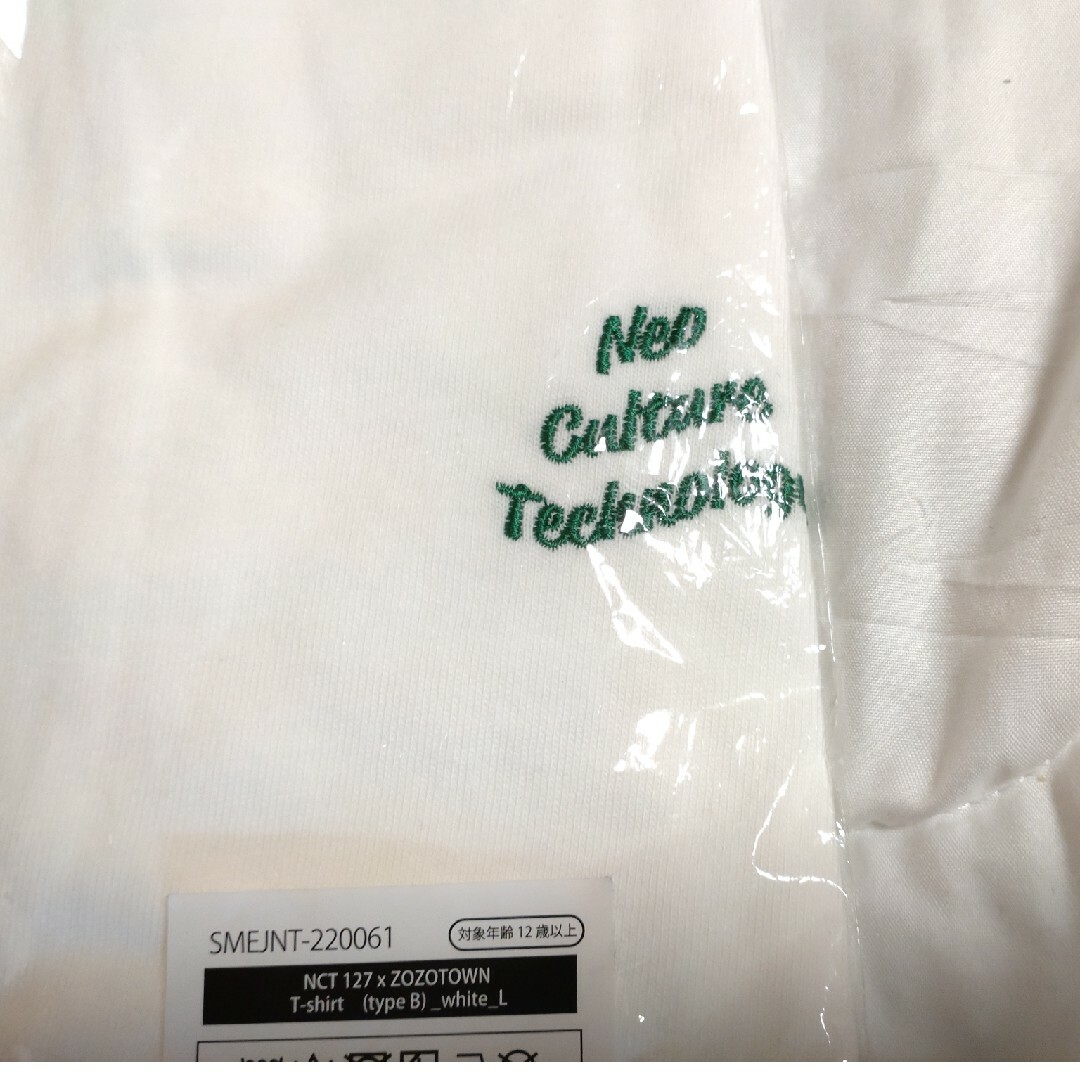 Neo
Culture
Technology
SMEJNT-220061
対象年齢12歳以上
NCT 127 x ZOZOTOWN
T-shirt (type B) _white_L